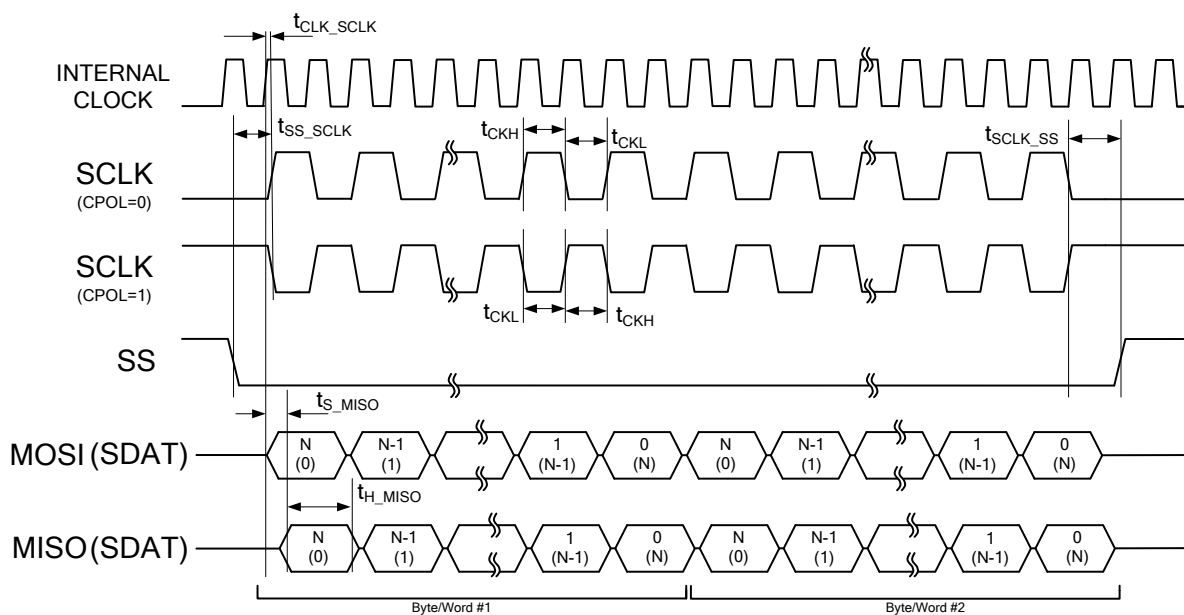 tCLK_SCLK
INTERNAL
CLOCK
tSS_SCLK
tCKH
tCKL
tSCLK_SS
SCLK
(CPOL=0)
SCLK
(CPOL=1)
tCKL
tCKH
SS
tS_MISO
MOSI (SDAT)
N N-1 1 0 N N-1 1 0
(0) (1) (N-1) (N) (0) (1) (N-1) (N)
tH_MISO
MISO (SDAT)
N N-1 1 0 N N-1 1 0
(0) (1) (N-1) (N) (0) (1) (N-1) (N)
Byte/Word #1 Byte/Word #2